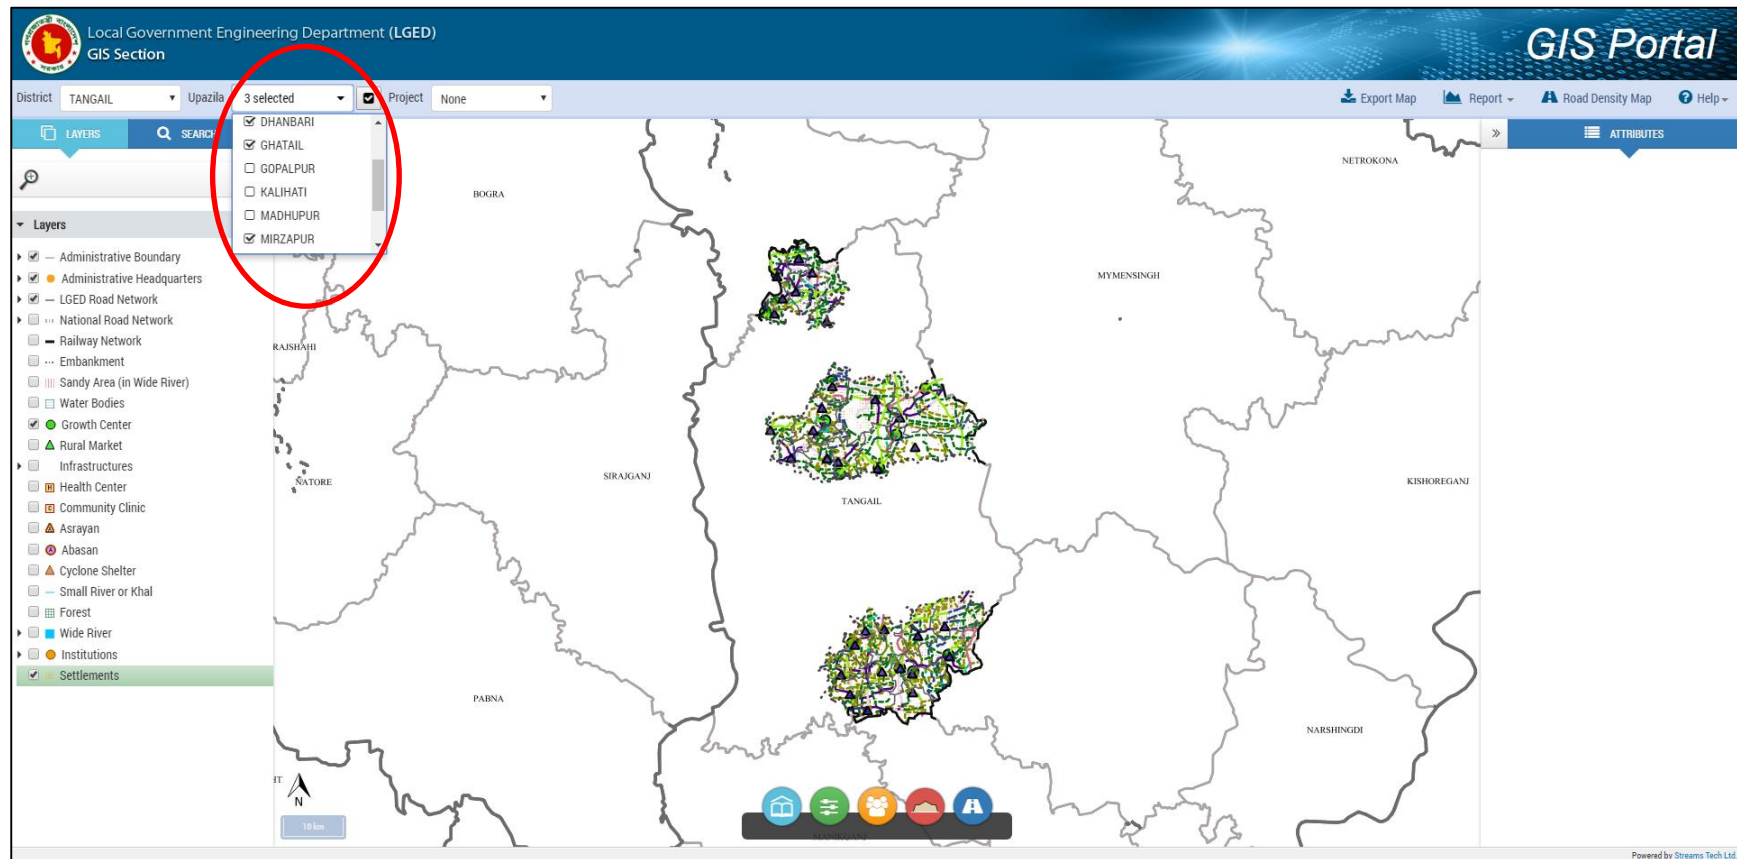 Local Government Engineering Department (LGED)
GIS Section
GIS Portal
District TANGAIL Upazila 3 selected Project None
Export Map Report Road Density Map Help
LAYERS SEARCH
DHANBARI
GHATAIL
GOPALPUR
KALIHATI
MADHUPUR
MIRZAPUR
ATTRIBUTES
Layers
Administrative Boundary
Administrative Headquarters
LGED Road Network
National Road Network
Railway Network
Embankment
Sandy Area (in Wide River)
Water Bodies
Growth Center
Rural Market
Infrastructures
Health Center
Community Clinic
Asrayan
Abasan
Cyclone Shelter
Small River or Khal
Forest
Wide River
Institutions
Settlements
NETROKONA
BOGRA
MYMENSINGH
RAJSHAHI
NATORE
SIRAJGANJ
TANGAIL
KISHOREGANJ
PABNA
NARSHINGDI
N
10 km
MANIKGANJ
Powered by Streams Tech Ltd.